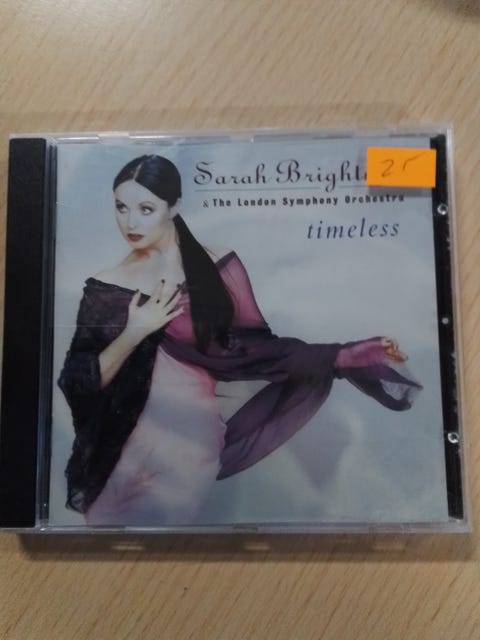 Sarah Bright
25
& The London Symphony Orchestra
timeless